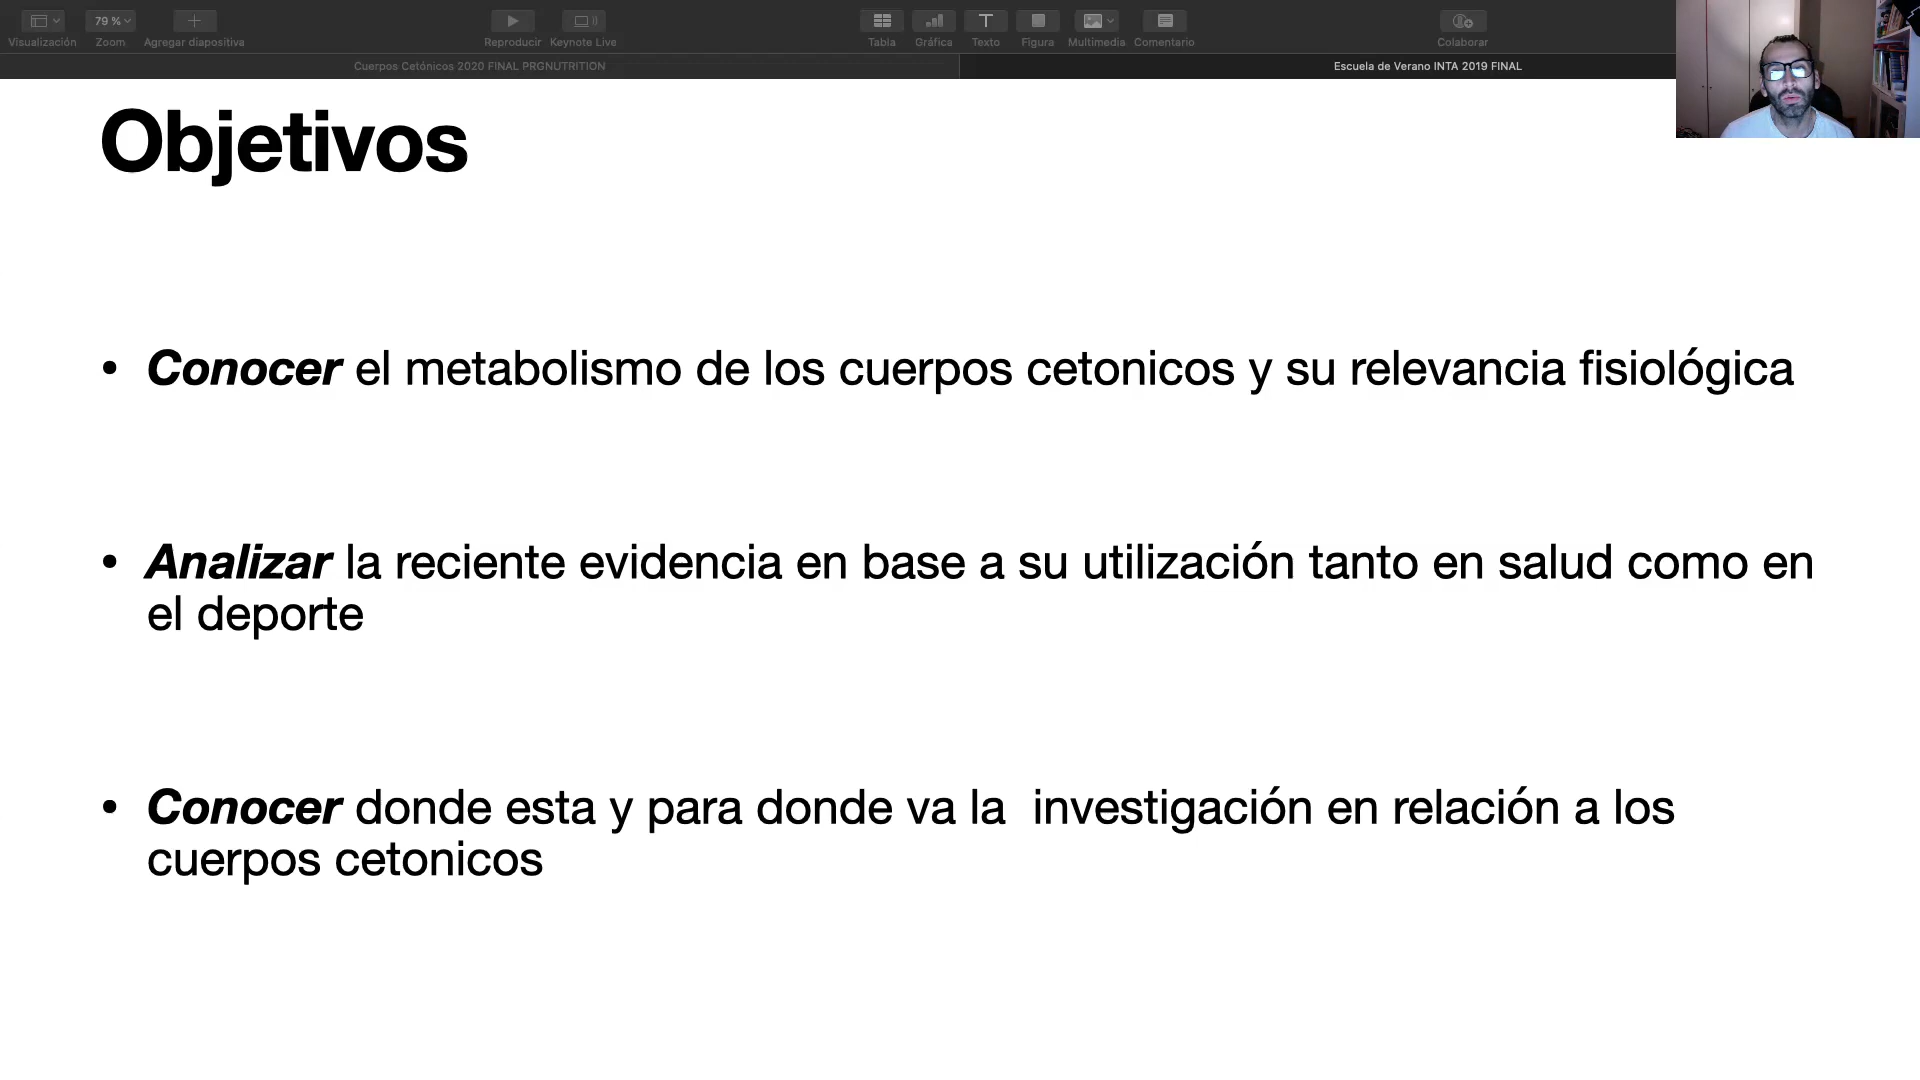 79 %
Visualización Zoom Agregar diapositiva Reproducir Keynote Live Tabla Gráfica Texto Figura Multimedia Comentario Colaborar
Cuerpos Cetónicos 2020 FINAL PRGNUTRITION Escuela de Verano INTA 2019 FINAL
Objetivos
• Conocer el metabolismo de los cuerpos cetonicos y su relevancia fisiológica
• Analizar la reciente evidencia en base a su utilización tanto en salud como en
el deporte
• Conocer donde esta y para donde va la  investigación en relación a los
cuerpos cetonicos